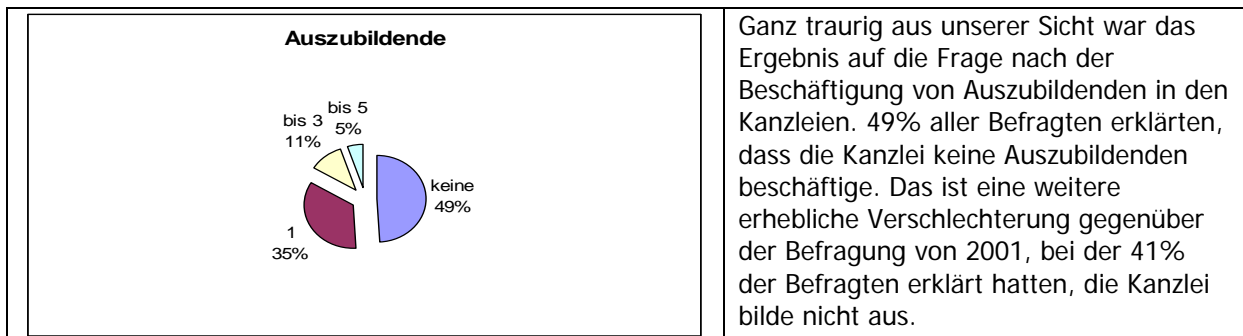 Auszubildende
bis 5
5%
bis 3
11%
keine
49%
1
35%
Ganz traurig aus unserer Sicht war das
Ergebnis auf die Frage nach der
Beschäftigung von Auszubildenden in den
Kanzleien. 49% aller Befragten erklärten,
dass die Kanzlei keine Auszubildenden
beschäftige. Das ist eine weitere
erhebliche Verschlechterung gegenüber
der Befragung von 2001, bei der 41%
der Befragten erklärt hatten, die Kanzlei
bilde nicht aus.